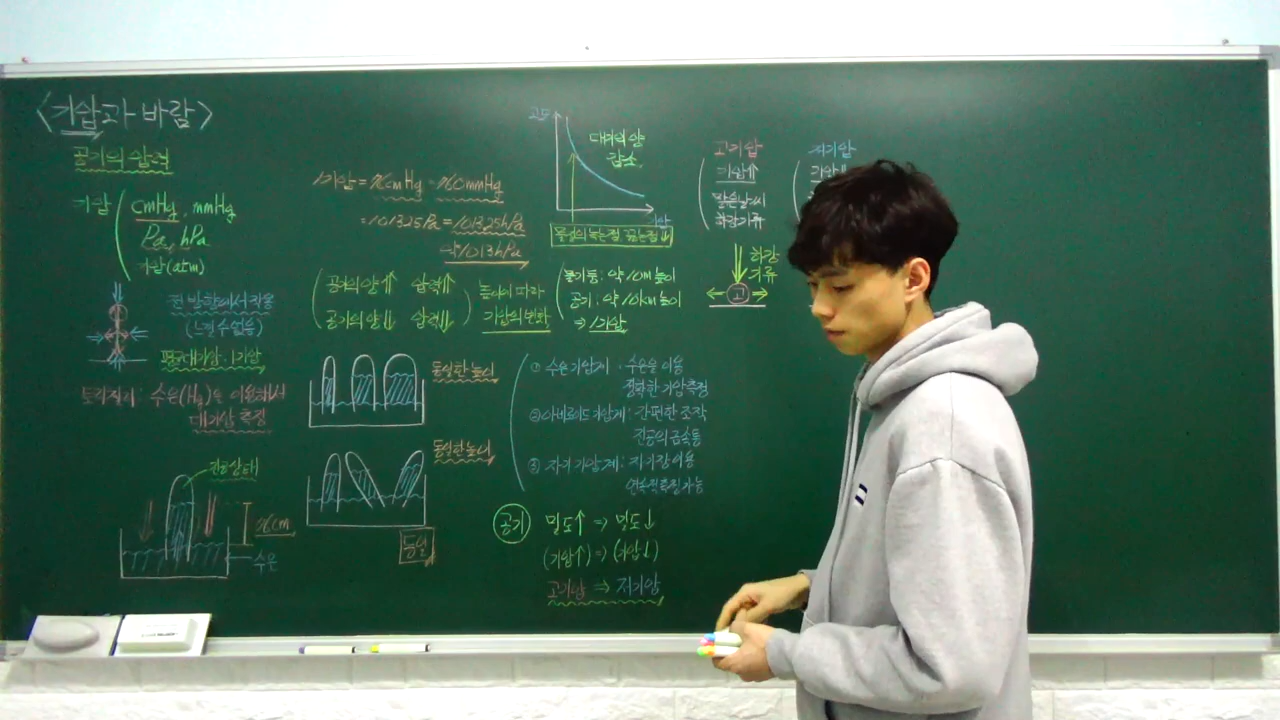 <기압과 바람>
공기의 압력
기압 cmHg, mmHg
Pa, hPa
기압(atm)
모든 방향에서 작용
(느낄 수 없음)
평균대기압: 1기압
토리첼리: 수은(Hg)을 이용해서
대기압 측정
진공상태
76cm
수은
1기압 = 76cmHg = 760mmHg
= 101325Pa = 1013.25hPa
약 1013hPa
공기의 양↑ 압력↑
공기의 양↓ 압력↓
높이에 따라
기압의 변화
물기둥: 약 10m 높이
공기: 약 10km 높이
⇒ 1기압
동일한 높이
동일한 높이
동일
고도
대기의 양
감소
기압
① 수은 기압계: 수은을 이용
정확한 기압측정
② 아네로이드 기압계: 간편한 조작
진공의 금속통
③ 자기 기압계: 자기장 이용
연속적 측정 가능
공기
밀도↑ ⇒ 밀도↓
(기압↑) ⇒ (기압↓)
고기압 ⇒ 저기압
고기압
기압↑
맑은 날씨
하강기류
저기압
기압↓
하강
기류
고